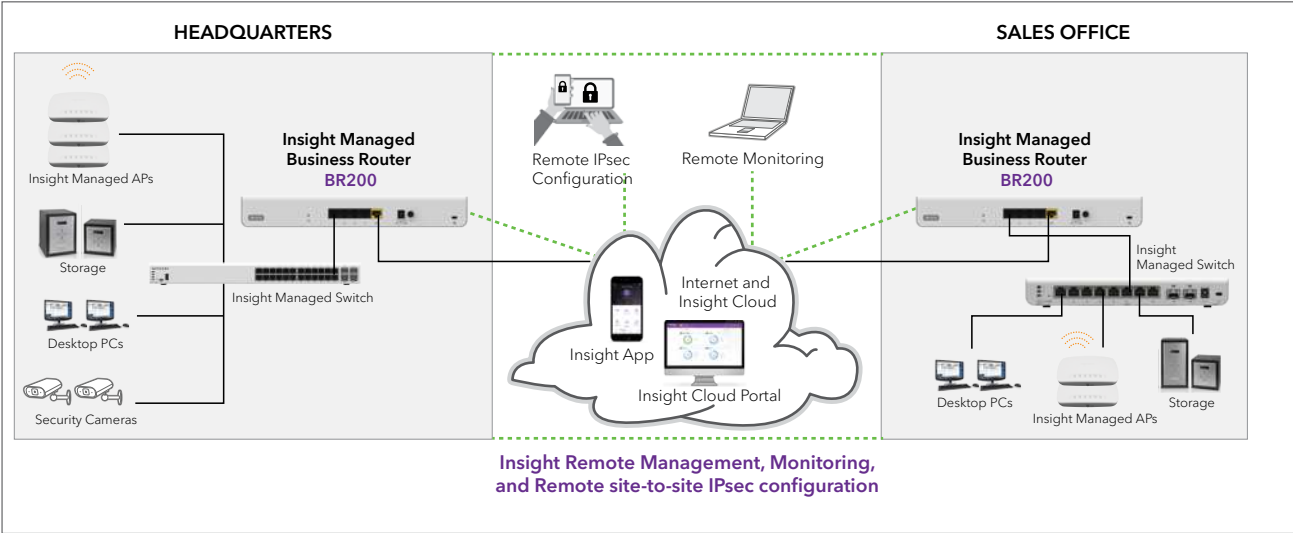 HEADQUARTERS
SALES OFFICE
Insight Managed APs
Storage
Desktop PCs
Security Cameras
Insight Managed
Business Router
BR200
Insight Managed Switch
Remote IPsec
Configuration
Remote Monitoring
Internet and
Insight Cloud
Insight App
Insight Cloud Portal
Insight Managed
Business Router
BR200
Insight
Managed Switch
Desktop PCs
Insight Managed APs
Storage
Insight Remote Management, Monitoring,
and Remote site-to-site IPsec configuration